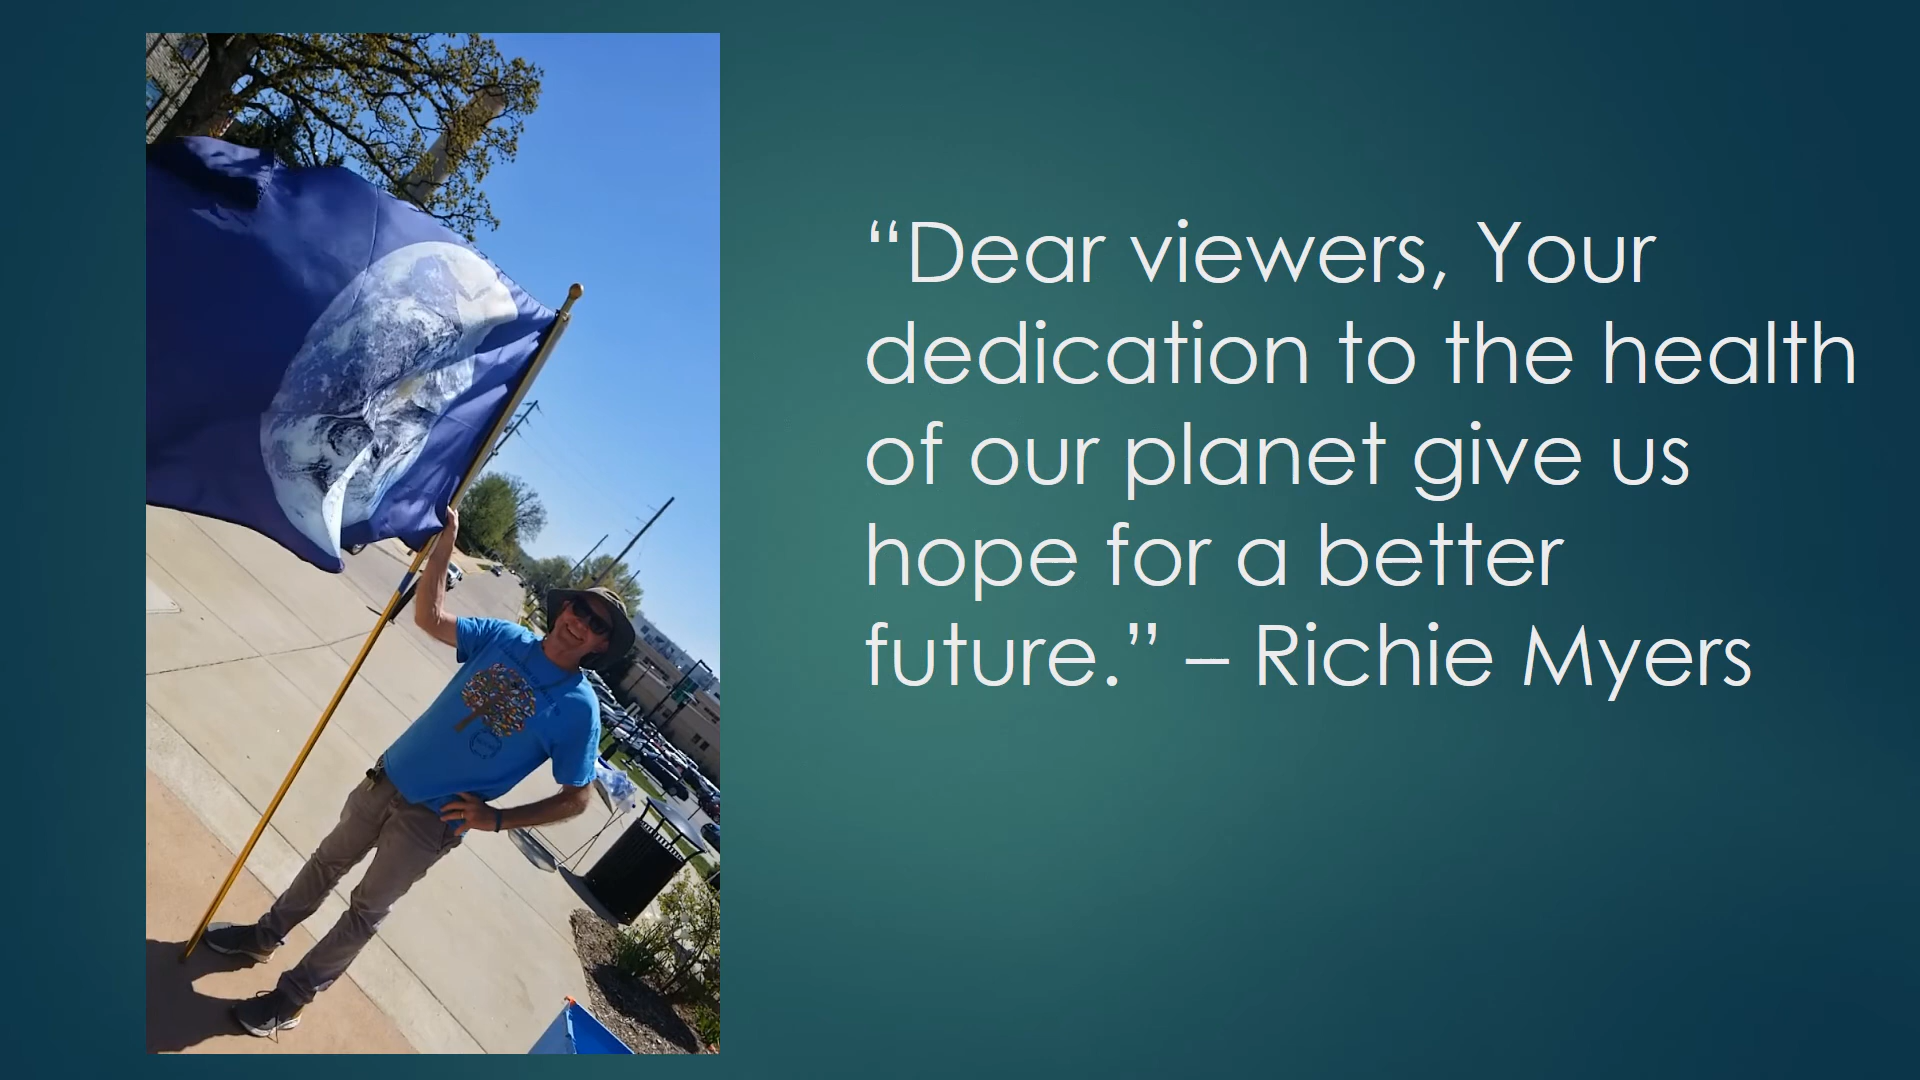 “Dear viewers, Your
dedication to the health
of our planet give us
hope for a better
future.” – Richie Myers